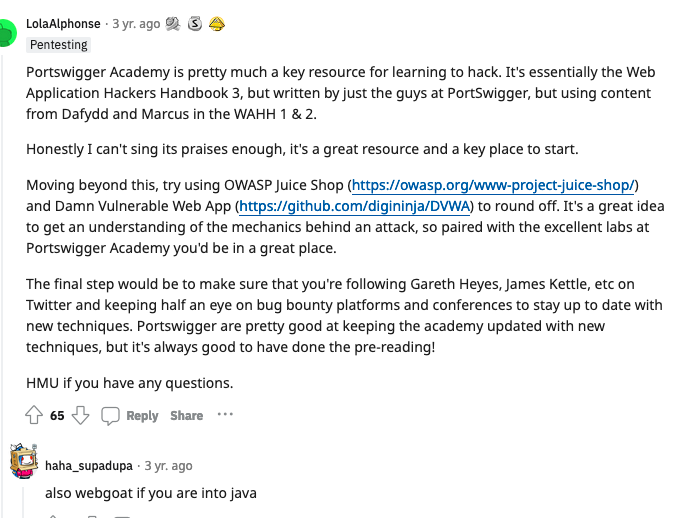 LolaAlphonse · 3 yr. ago
Pentesting
Portswigger Academy is pretty much a key resource for learning to hack. It's essentially the Web
Application Hackers Handbook 3, but written by just the guys at PortSwigger, but using content
from Dafydd and Marcus in the WAHH 1 & 2.
Honestly I can't sing its praises enough, it's a great resource and a key place to start.
Moving beyond this, try using OWASP Juice Shop (https://owasp.org/www-project-juice-shop/)
and Damn Vulnerable Web App (https://github.com/digininja/DVWA) to round off. It's a great idea
to get an understanding of the mechanics behind an attack, so paired with the excellent labs at
Portswigger Academy you'd be in a great place.
The final step would be to make sure that you're following Gareth Heyes, James Kettle, etc on
Twitter and keeping half an eye on bug bounty platforms and conferences to stay up to date with
new techniques. Portswigger are pretty good at keeping the academy updated with new
techniques, but it's always good to have done the pre-reading!
HMU if you have any questions.
65 Reply Share ···
haha_supadupa · 3 yr. ago
also webgoat if you are into java